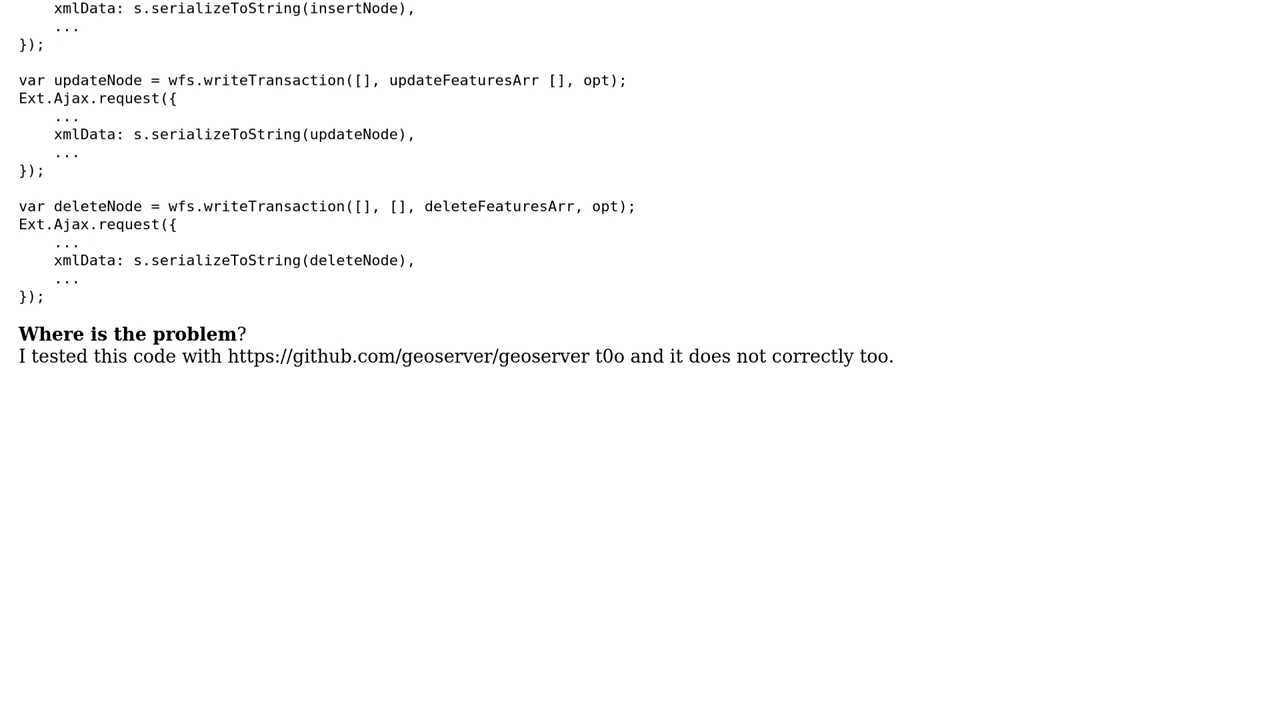 xmlData: s.serializeToString(insertNode),
...
});
var updateNode = wfs.writeTransaction([], updateFeaturesArr [], opt);
Ext.Ajax.request({
...
xmlData: s.serializeToString(updateNode),
...
});
var deleteNode = wfs.writeTransaction([], [], deleteFeaturesArr, opt);
Ext.Ajax.request({
...
xmlData: s.serializeToString(deleteNode),
...
});
Where is the problem?
I tested this code with https://github.com/geoserver/geoserver t0o and it does not correctly too.